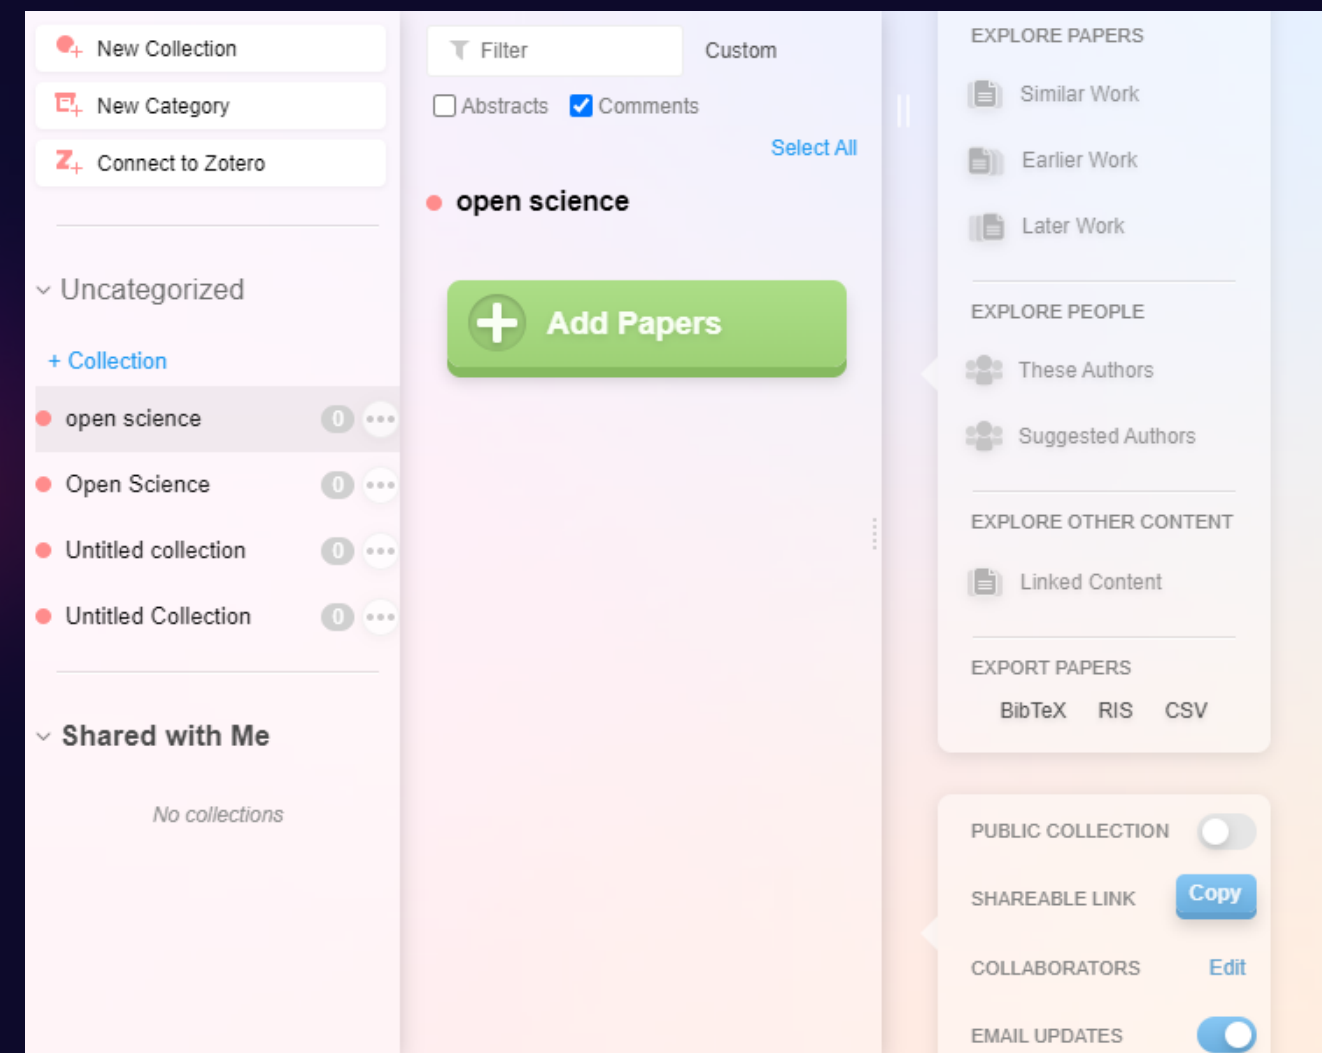 New Collection
New Category
Connect to Zotero
Uncategorized
+ Collection
open science 0
Open Science 0
Untitled collection 0
Untitled Collection 0
Shared with Me
No collections
Filter
Custom
Abstracts Comments
Select All
open science
Add Papers
EXPLORE PAPERS
Similar Work
Earlier Work
Later Work
EXPLORE PEOPLE
These Authors
Suggested Authors
EXPLORE OTHER CONTENT
Linked Content
EXPORT PAPERS
BibTeX RIS CSV
PUBLIC COLLECTION
SHAREABLE LINK Copy
COLLABORATORS Edit
EMAIL UPDATES